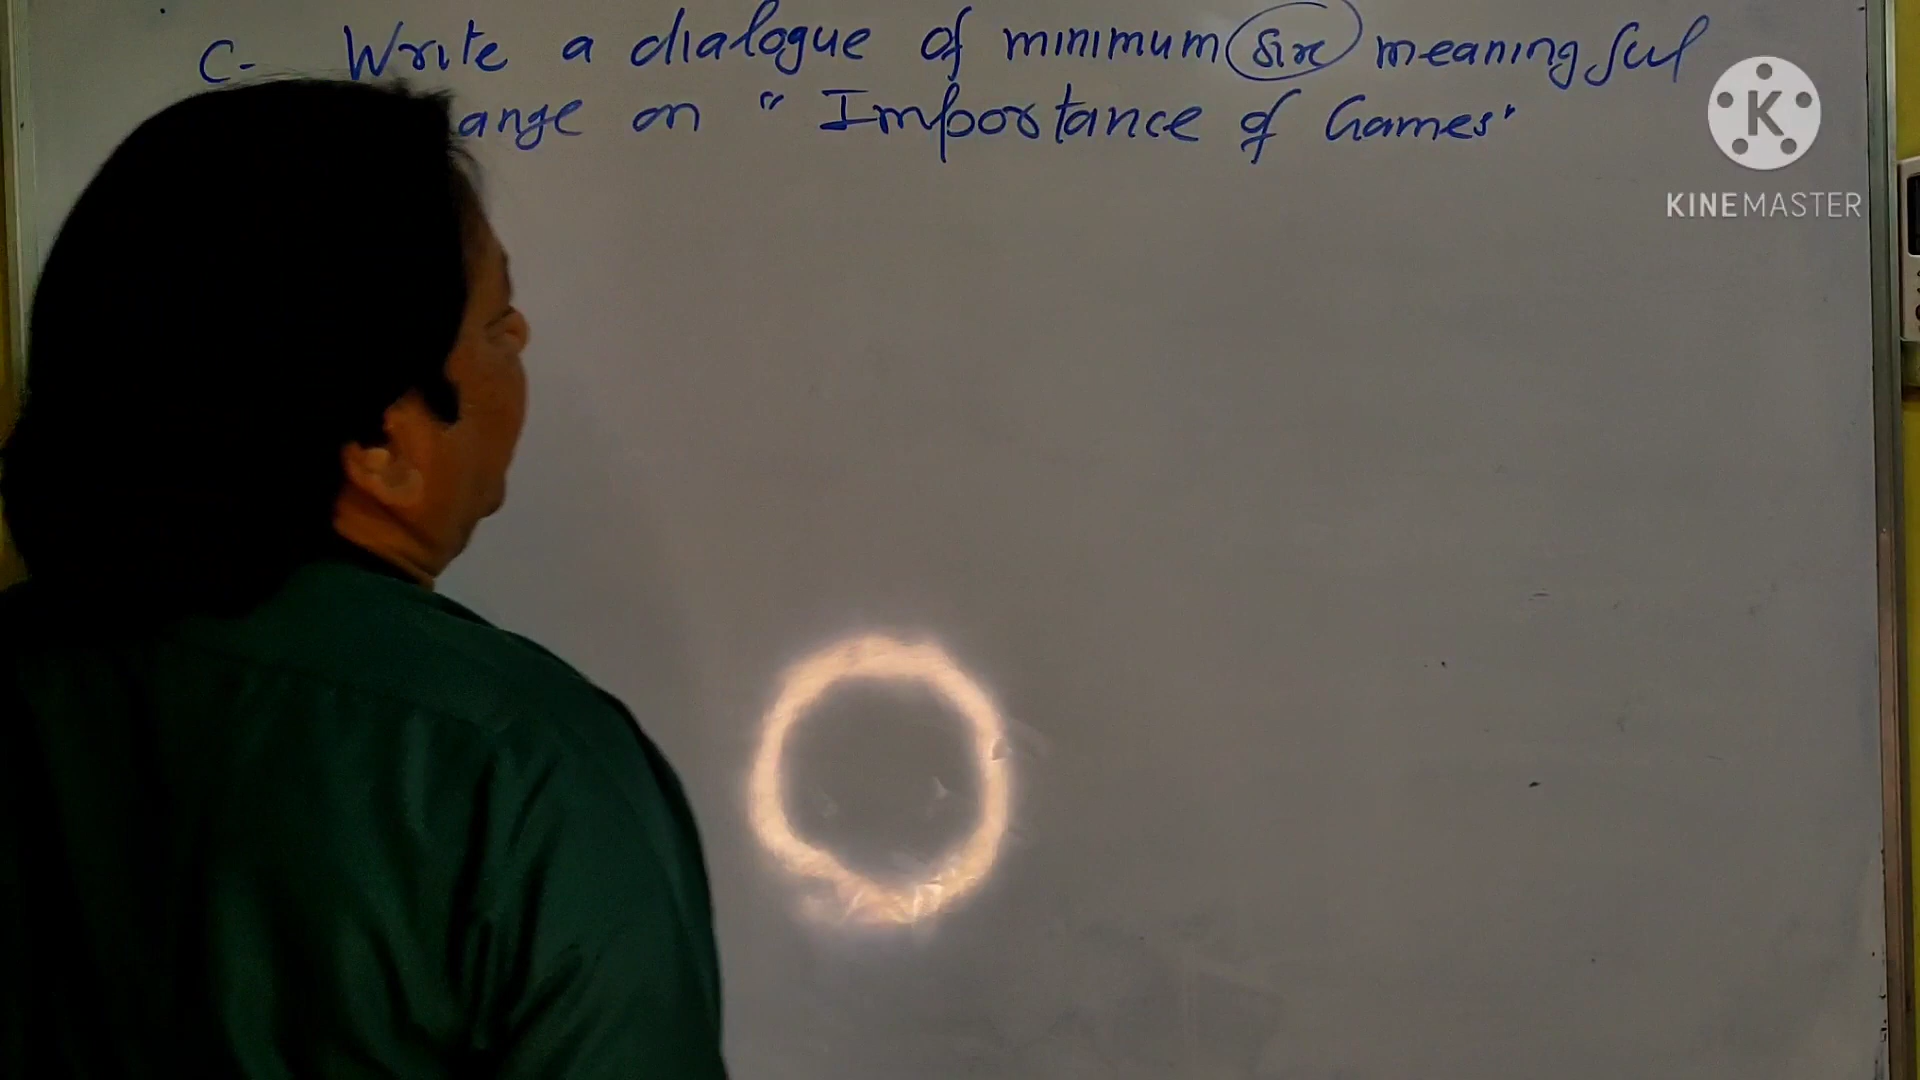 C- Write a dialogue of minimum six meaningful
ange on "Importance of Games"
K
KINEMASTER